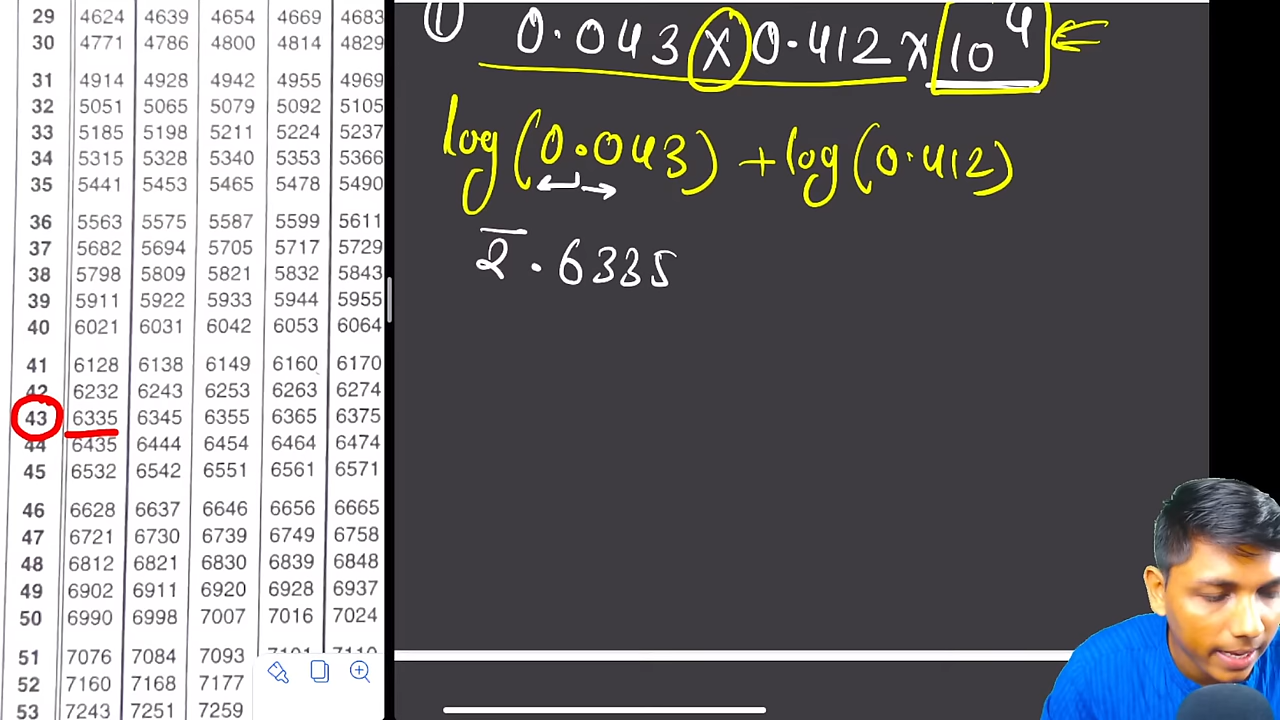 29 4624 4639 4654 4669 4683
30 4771 4786 4800 4814 4829
31 4914 4928 4942 4955 4969
32 5051 5065 5079 5092 5105
33 5185 5198 5211 5224 5237
34 5315 5328 5340 5353 5366
35 5441 5453 5465 5478 5490
36 5563 5575 5587 5599 5611
37 5682 5694 5705 5717 5729
38 5798 5809 5821 5832 5843
39 5911 5922 5933 5944 5955
40 6021 6031 6042 6053 6064
41 6128 6138 6149 6160 6170
42 6232 6243 6253 6263 6274
43 6335 6345 6355 6365 6375
44 6435 6444 6454 6464 6474
45 6532 6542 6551 6561 6571
46 6628 6637 6646 6656 6665
47 6721 6730 6739 6749 6758
48 6812 6821 6830 6839 6848
49 6902 6911 6920 6928 6937
50 6990 6998 7007 7016 7024
51 7076 7084 7093 7101 7110
52 7160 7168 7177
53 7243 7251 7259
① 0.043 × 0.412 × 10⁴
log(0.043) + log(0.412)
2̅.6335